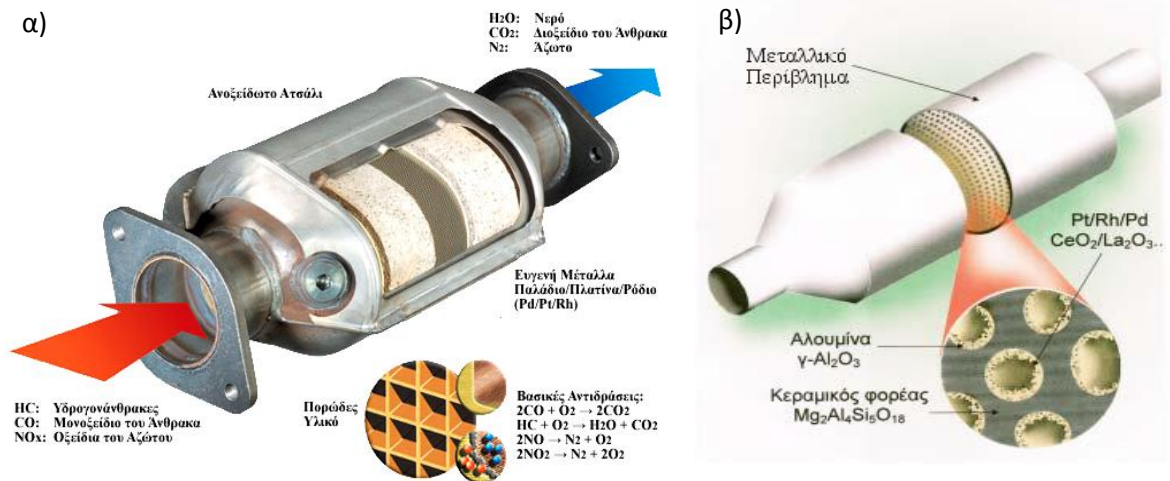 α)
H2O: Νερό
CO2: Διοξείδιο του Άνθρακα
N2: Άζωτο
Ανοξείδωτο Ατσάλι
Ευγενή Μέταλλα
Παλάδιο/Πλατίνα/Ρόδιο
(Pd/Pt/Rh)
HC: Υδρογονάνθρακες
CO: Μονοξείδιο του Άνθρακα
NOx: Οξείδια του Αζώτου
Πορώδες
Υλικό
Βασικές Αντιδράσεις:
2CO + O2 → 2CO2
HC + O2 → H2O + CO2
2NO → N2 + O2
2NO2 → N2 + 2O2
β)
Μεταλλικό
Περίβλημα
Pt/Rh/Pd
CeO₂/La₂O₃..
Αλουμίνα
γ-Al₂O₃
Κεραμικός φορέας
Mg₂Al₄Si₅O₁₈